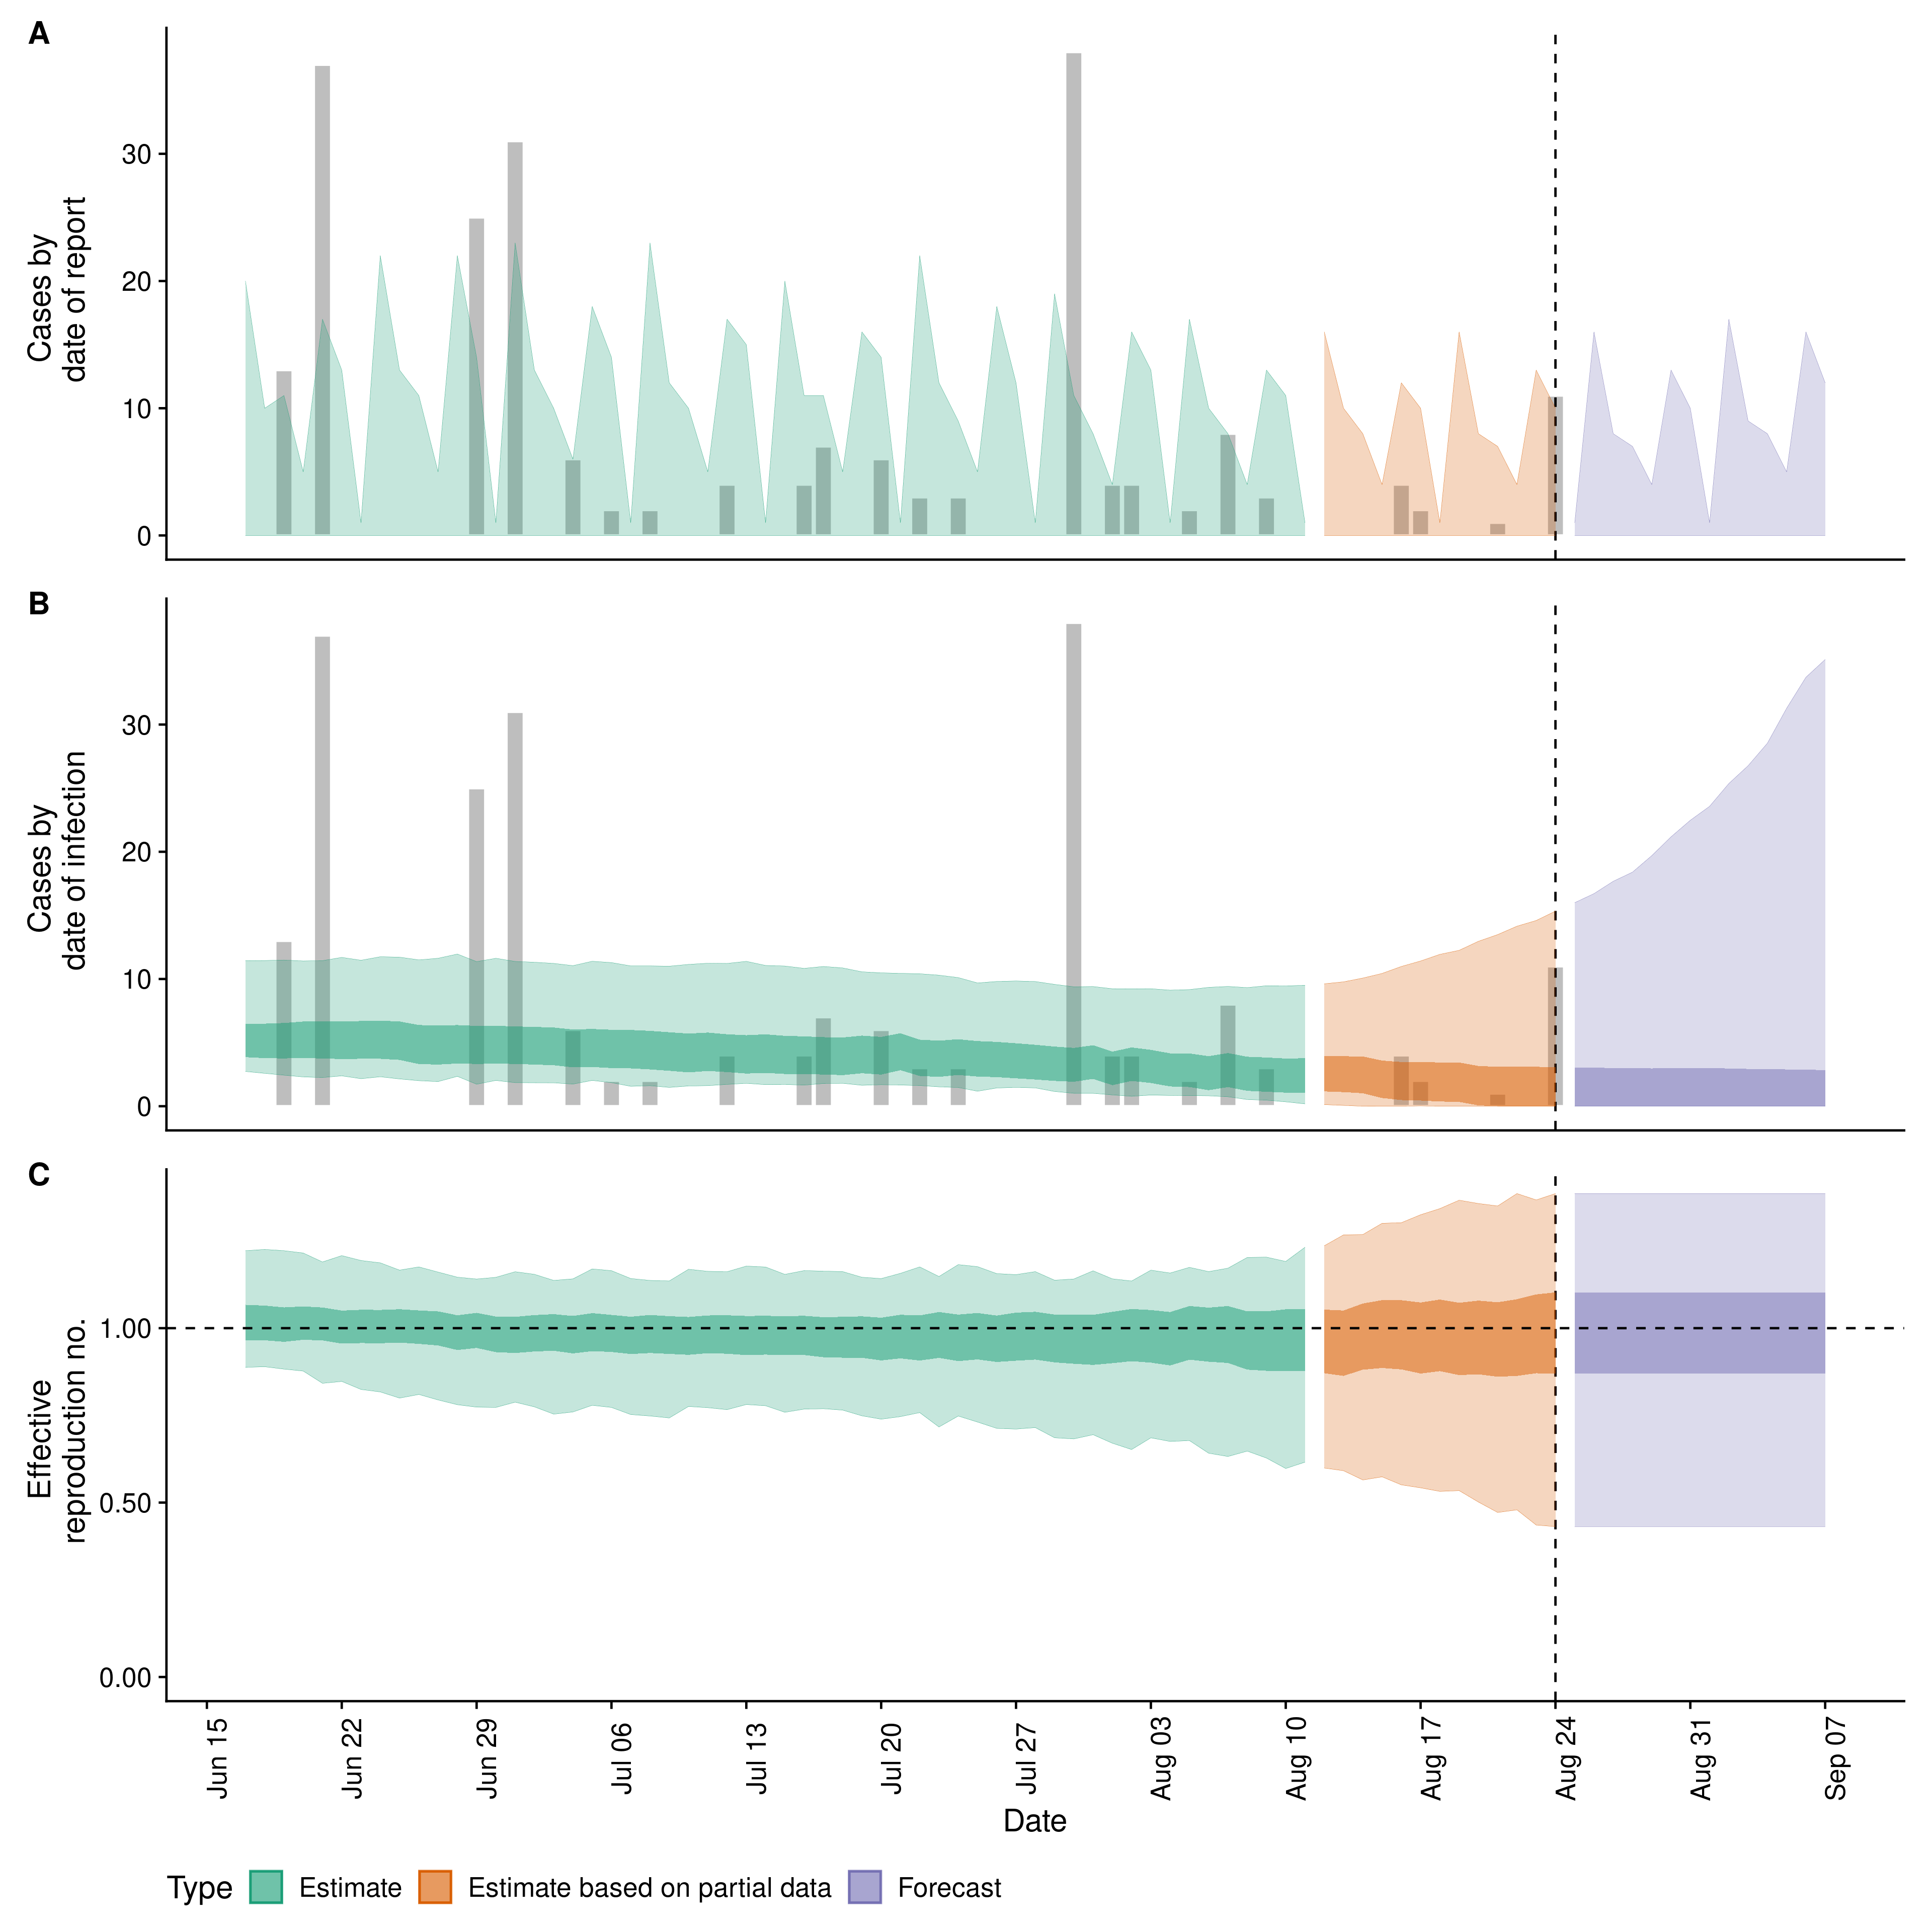 A
Cases by
date of report
30
20
10
0
B
Cases by
date of infection
30
20
10
0
C
Effective
reproduction no.
1.00
0.50
0.00
Jun 15
Jun 22
Jun 29
Jul 06
Jul 13
Jul 20
Jul 27
Aug 03
Aug 10
Aug 17
Aug 24
Aug 31
Sep 07
Date
Type
Estimate
Estimate based on partial data
Forecast